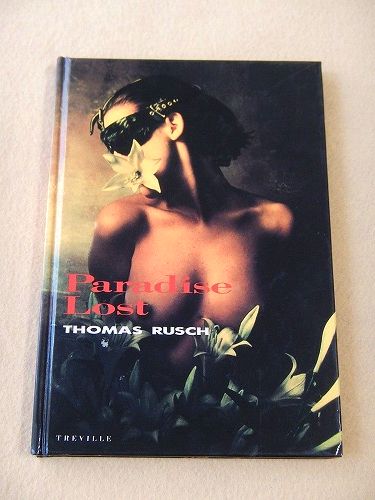 Paradise
Lost
THOMAS RUSCH
TREVILLE